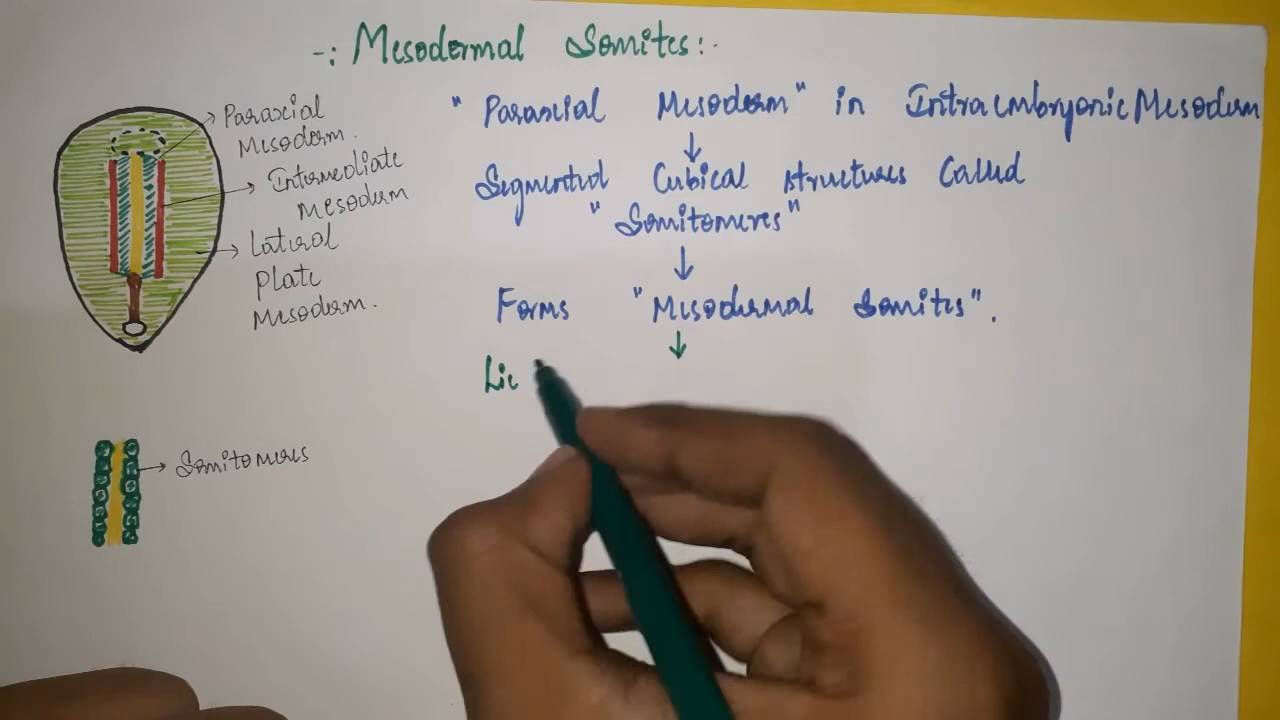 -: Mesodermal Somites:-
Paraxial
Mesoderm.
Intermediate
mesoderm
Lateral
Plate
Mesoderm.
"Paraxial Mesoderm" in Intraembryonic Mesoderm
↓
Segmented Cubical structures Called
"Somitomeres"
↓
Forms "Mesodermal Somites".
↓
Lie
Somitomeres